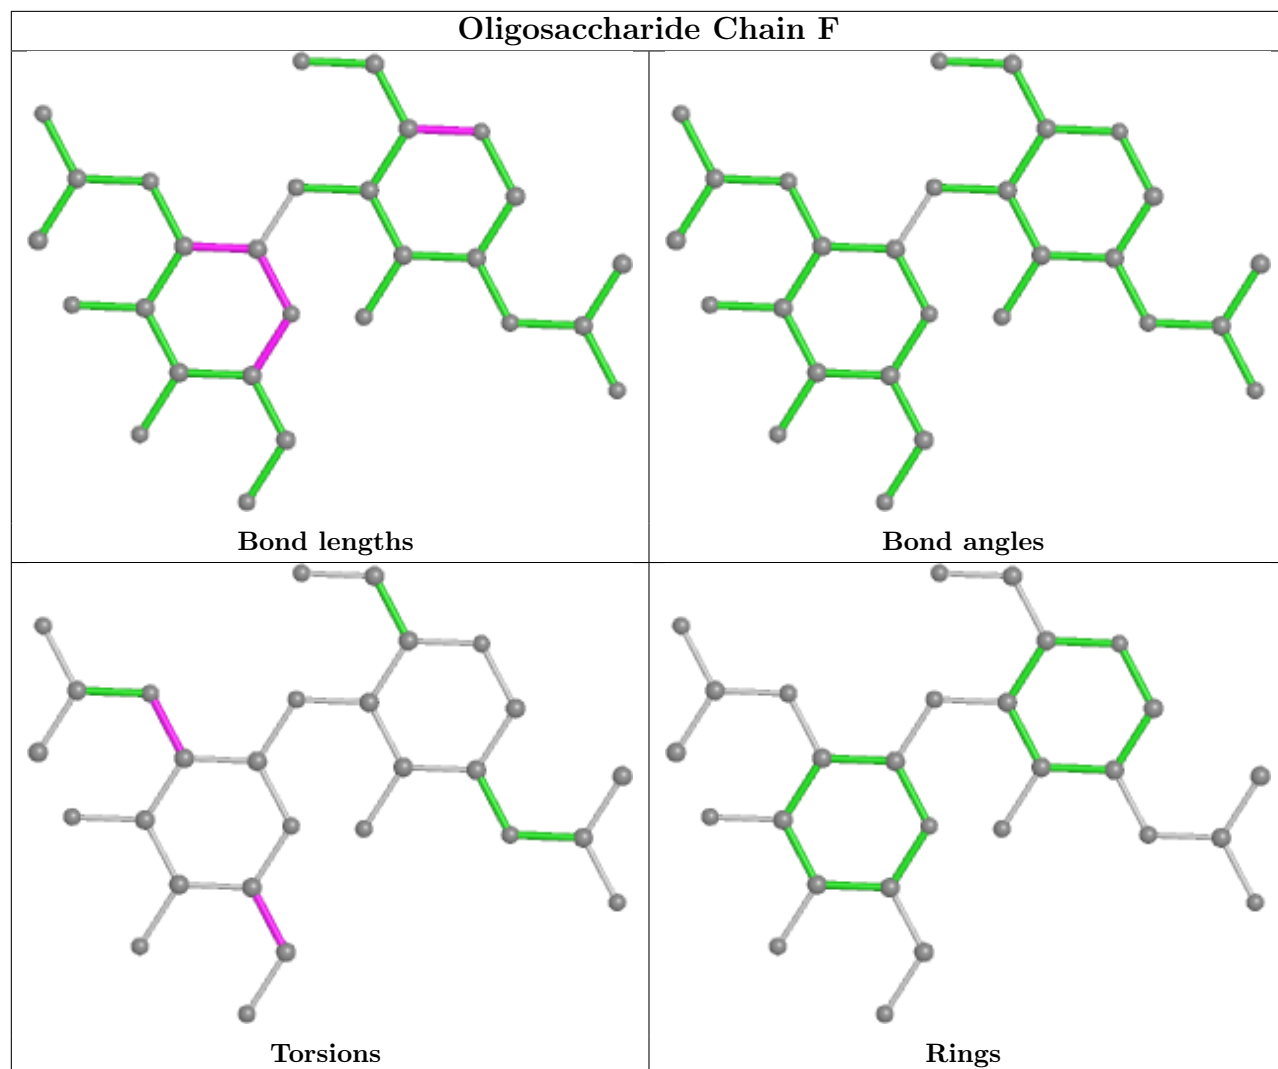 Oligosaccharide Chain F
Bond lengths
Bond angles
Torsions
Rings